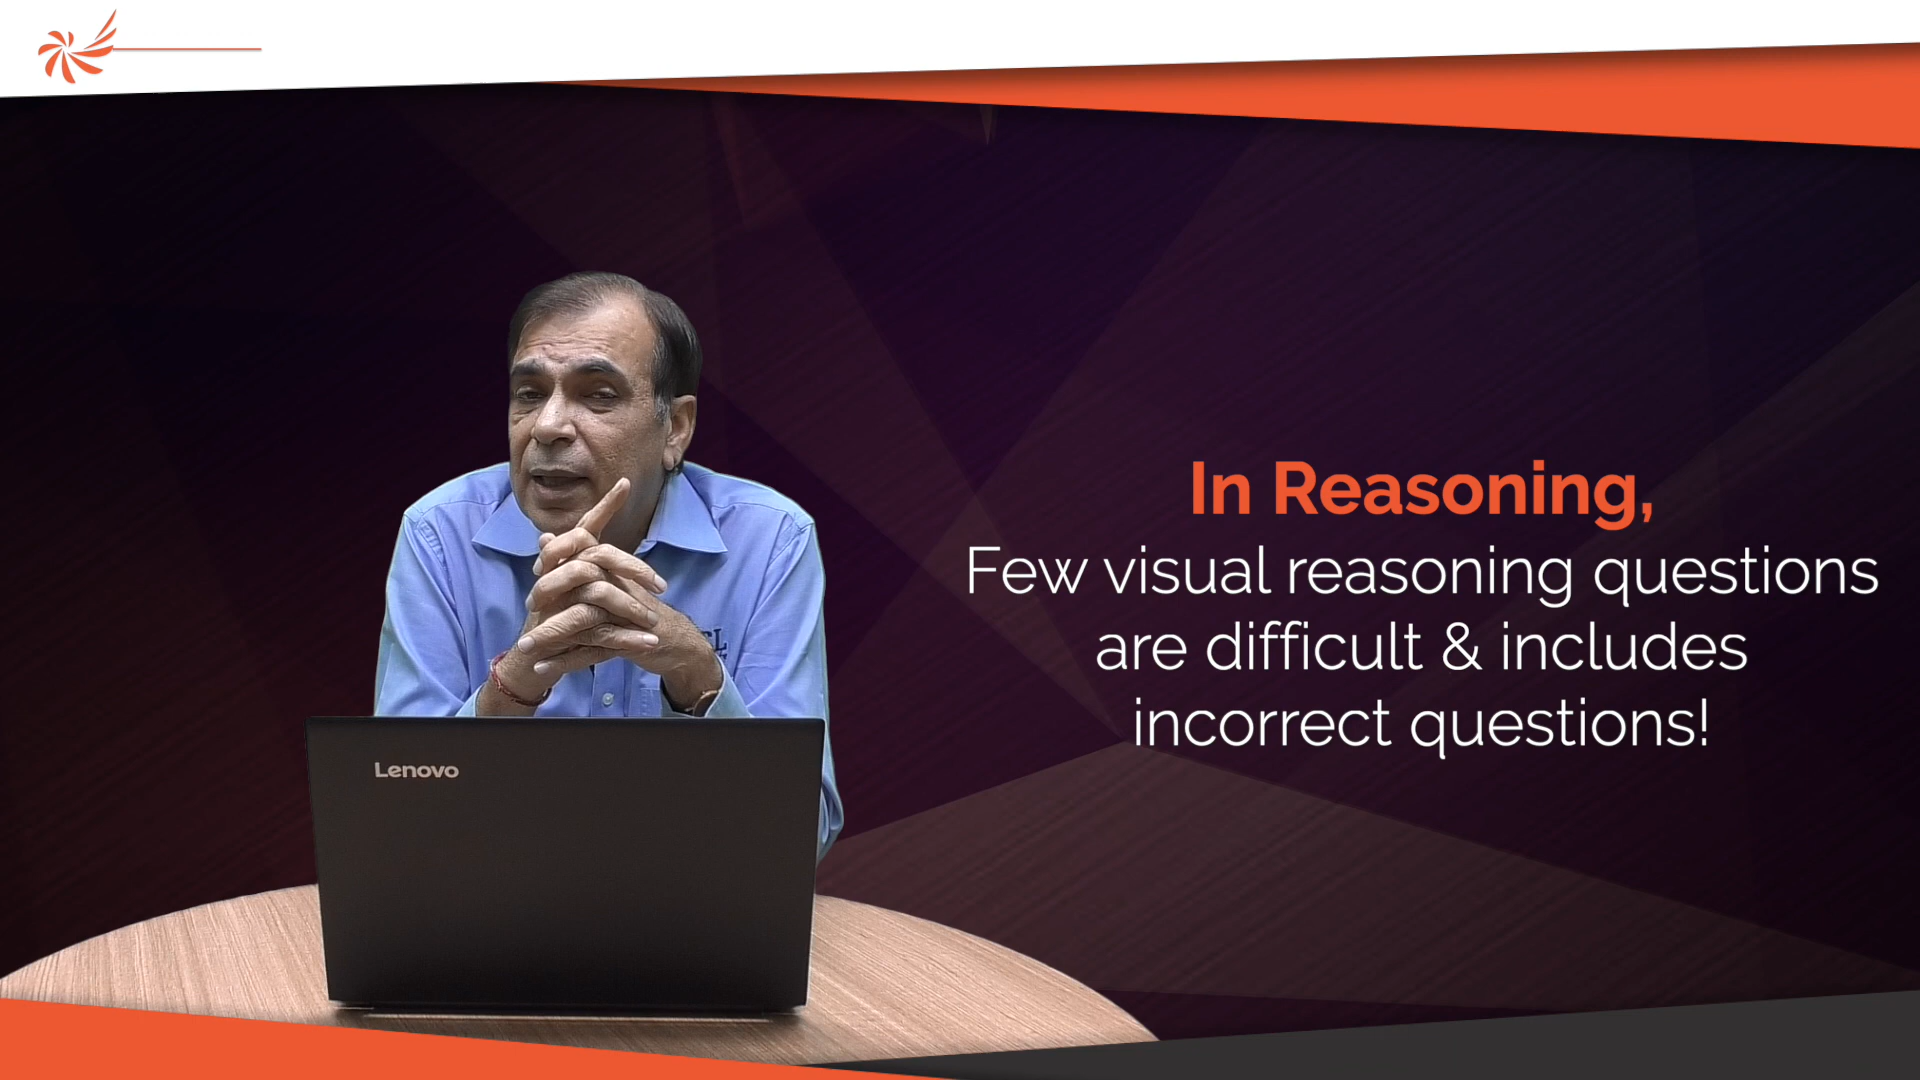 In Reasoning,
Few visual reasoning questions
are difficult & includes
incorrect questions!
Lenovo